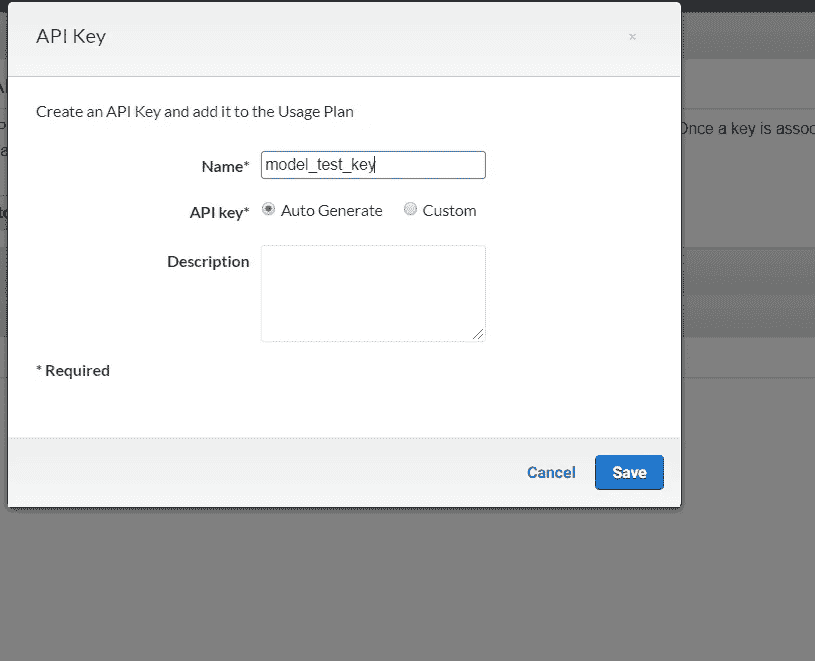 API Key
×
Create an API Key and add it to the Usage Plan
Once a key is assoc
Name* model_test_key
API key* Auto Generate Custom
Description
* Required
Cancel Save